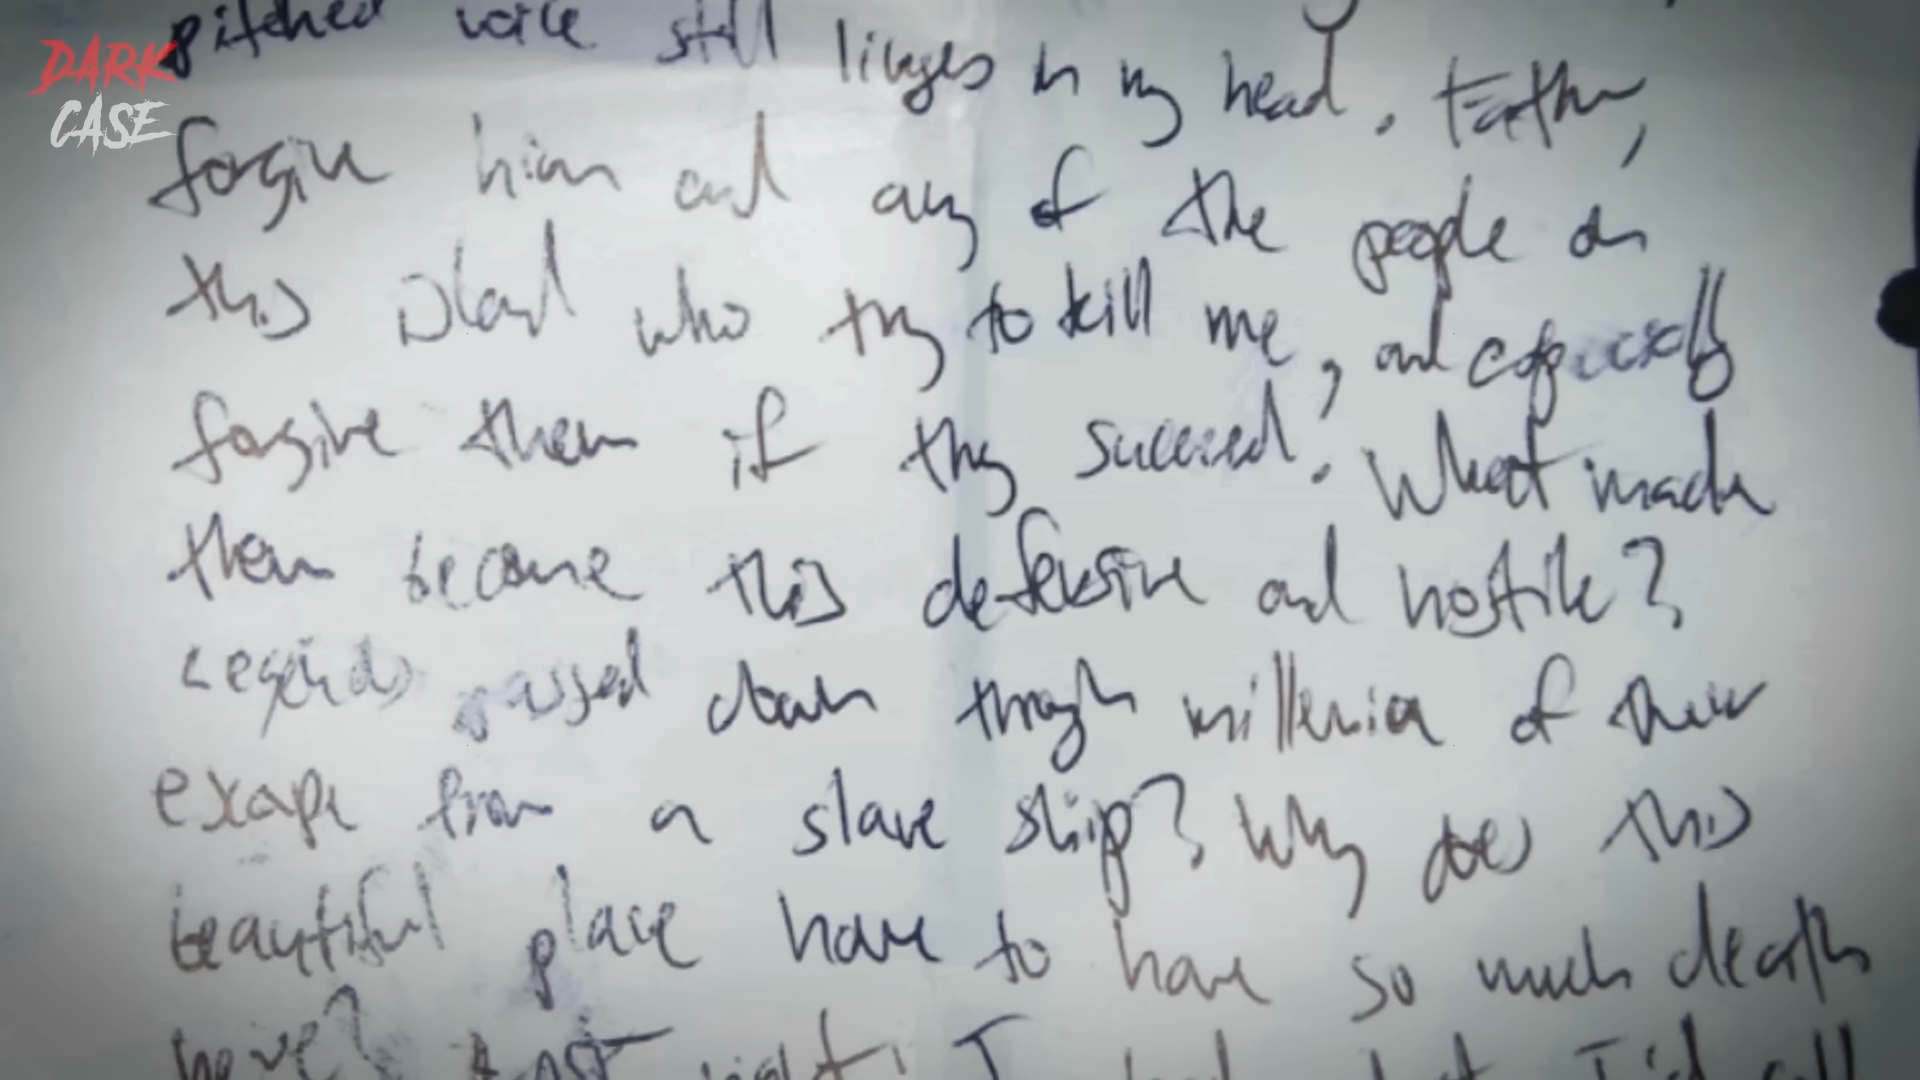 DARK
CASE
pitched voice still lingers in my head. Father,
forgive him and any of the people on
this island who try to kill me, and especially
forgive them if they succeed. What made
them become this defensive and hostile?
Legends passed down through millenia of their
exape from a slave ship? Why does this
beautiful place have to have so much death
here? Last night I